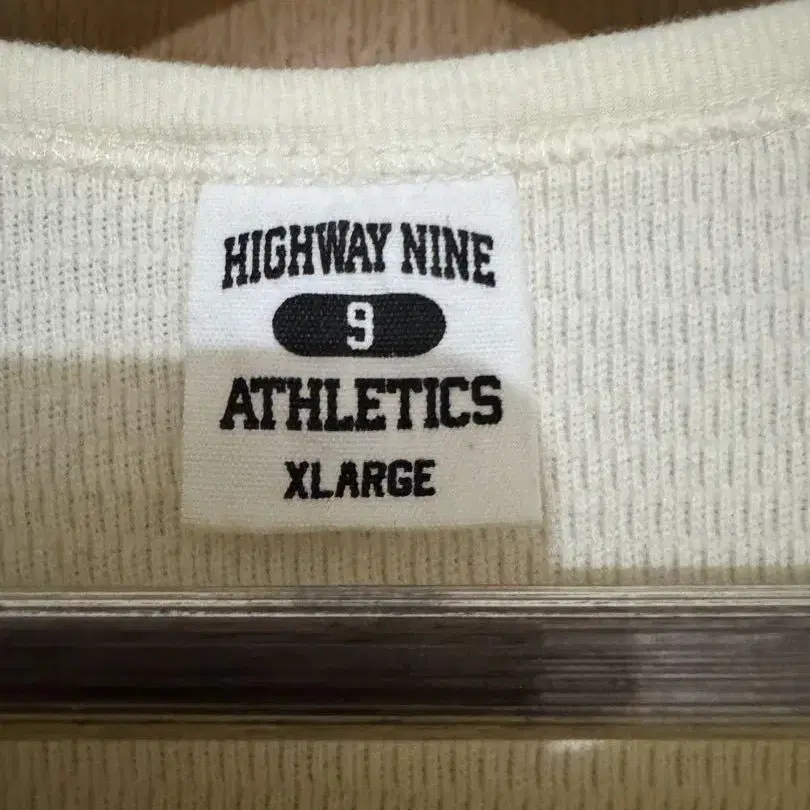 HIGHWAY NINE
9
ATHLETICS
XLARGE